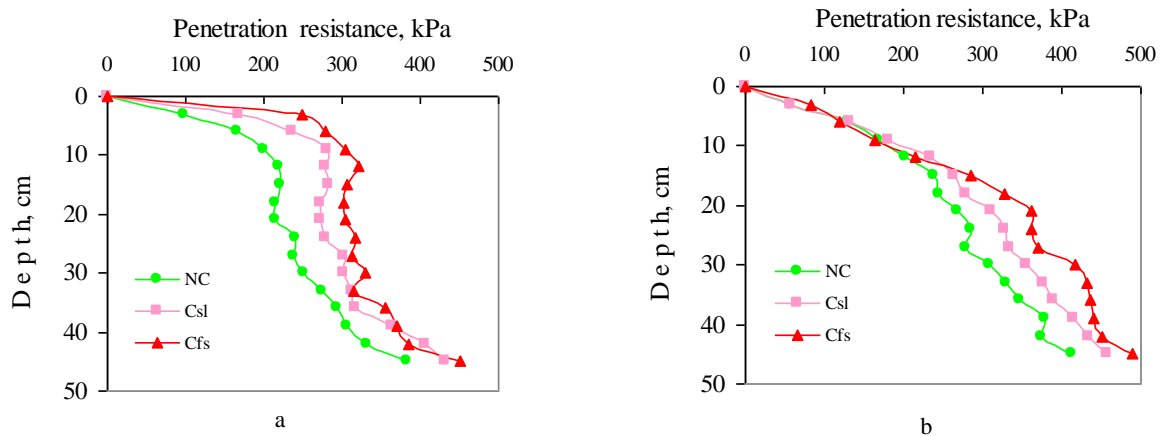 Penetration resistance, kPa
0 100 200 300 400 500
0
10
20
30
40
50
D e p t h, cm
NC
Csl
Cfs
a
Penetration resistance, kPa
0 100 200 300 400 500
0
10
20
30
40
50
D e p t h, cm
NC
Csl
Cfs
b